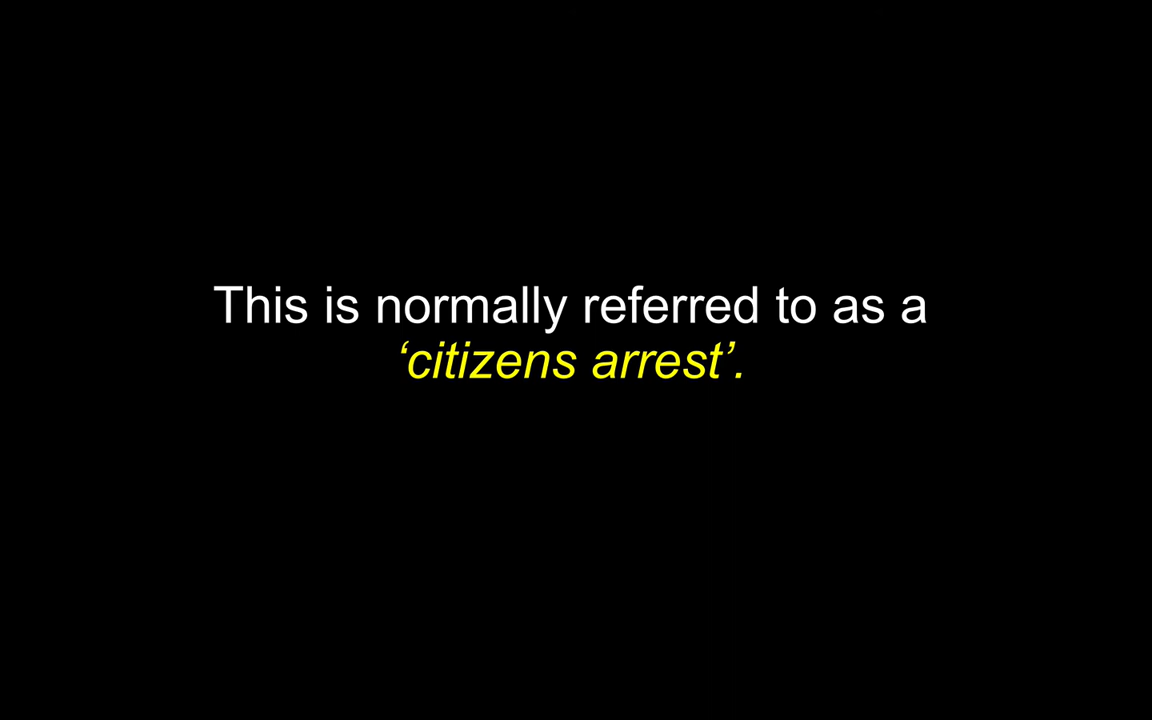 This is normally referred to as a
‘citizens arrest’.